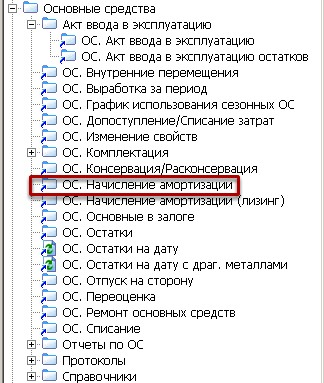 Основные средства
Акт ввода в эксплуатацию
ОС. Акт ввода в эксплуатацию
ОС. Акт ввода в эксплуатацию остатков
ОС. Внутренние перемещения
ОС. Выработка за период
ОС. График использования сезонных ОС
ОС. Допоступление/Списание затрат
ОС. Изменение свойств
ОС. Комплектация
ОС. Консервация/Расконсервация
ОС. Начисление амортизации
ОС. Начисление амортизации (лизинг)
ОС. Основные в залоге
ОС. Остатки
ОС. Остатки на дату
ОС. Остатки на дату с драг. металлами
ОС. Отпуск на сторону
ОС. Переоценка
ОС. Ремонт основных средств
ОС. Списание
Отчеты по ОС
Протоколы
Справочники